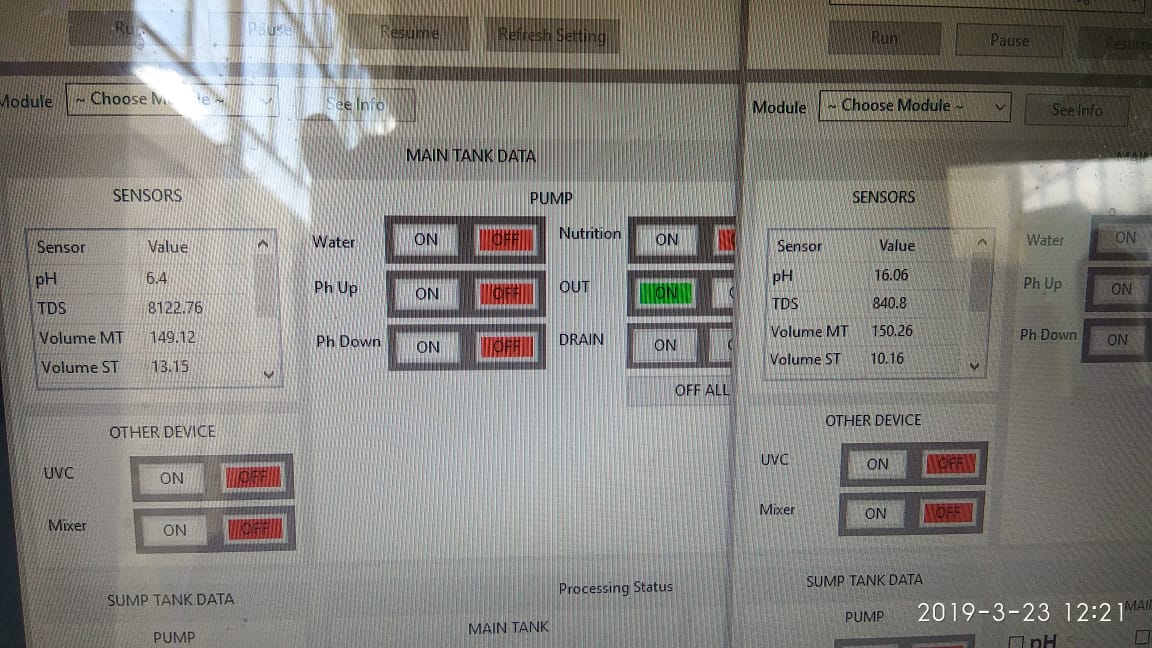 Run Pause Resume Refresh Setting
Module ~ Choose Module ~ See Info
MAIN TANK DATA
SENSORS
Sensor Value
pH 6.4
TDS 8122.76
Volume MT 149.12
Volume ST 13.15
PUMP
Water ON OFF Nutrition ON
Ph Up ON OFF OUT ON
Ph Down ON OFF DRAIN ON
OFF ALL
OTHER DEVICE
UVC ON OFF
Mixer ON OFF
SUMP TANK DATA
PUMP
Processing Status
MAIN TANK
Run Pause Resum
Module ~ Choose Module ~ See Info
SENSORS
Sensor Value
pH 16.06
TDS 840.8
Volume MT 150.26
Volume ST 10.16
Water ON
Ph Up ON
Ph Down ON
OTHER DEVICE
UVC ON OFF
Mixer ON OFF
SUMP TANK DATA
PUMP
MAI
pH
2019-3-23 12:21